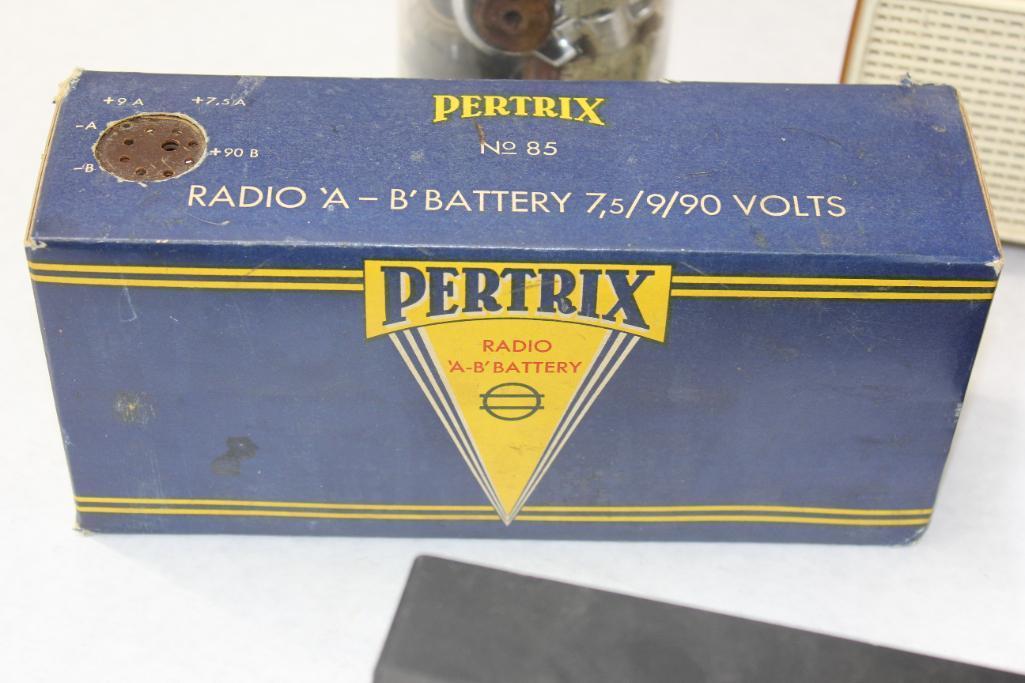 +9 A +7,5 A
-A
+90 B
-B
PERTRIX
No 85
RADIO 'A – B' BATTERY 7,5/9/90 VOLTS
PERTRIX
RADIO
'A-B' BATTERY